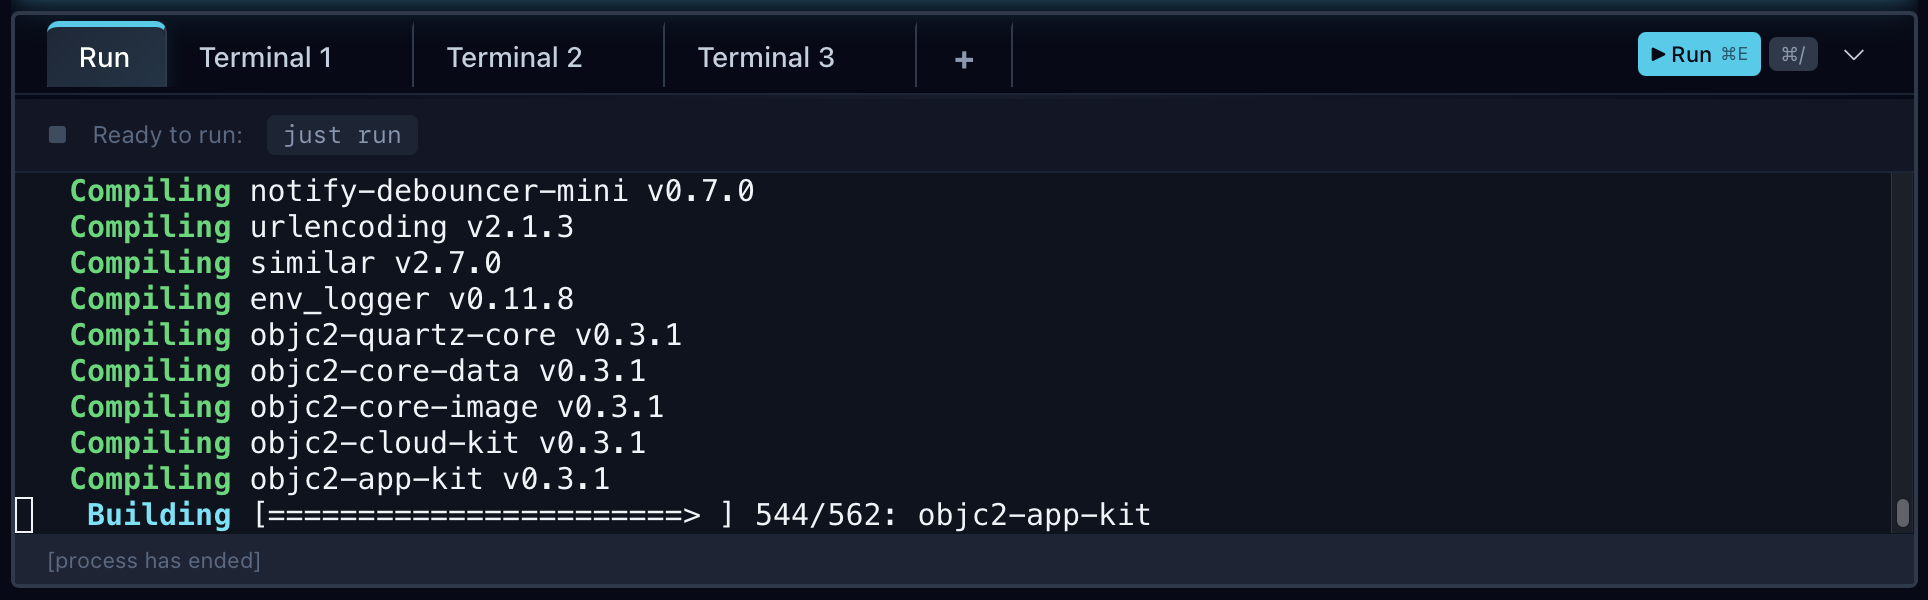 Run Terminal 1 Terminal 2 Terminal 3 + Run ⌘E ⌘/
Ready to run: just run
Compiling notify-debouncer-mini v0.7.0
Compiling urlencoding v2.1.3
Compiling similar v2.7.0
Compiling env_logger v0.11.8
Compiling objc2-quartz-core v0.3.1
Compiling objc2-core-data v0.3.1
Compiling objc2-core-image v0.3.1
Compiling objc2-cloud-kit v0.3.1
Compiling objc2-app-kit v0.3.1
Building [=======================> ] 544/562: objc2-app-kit
[process has ended]